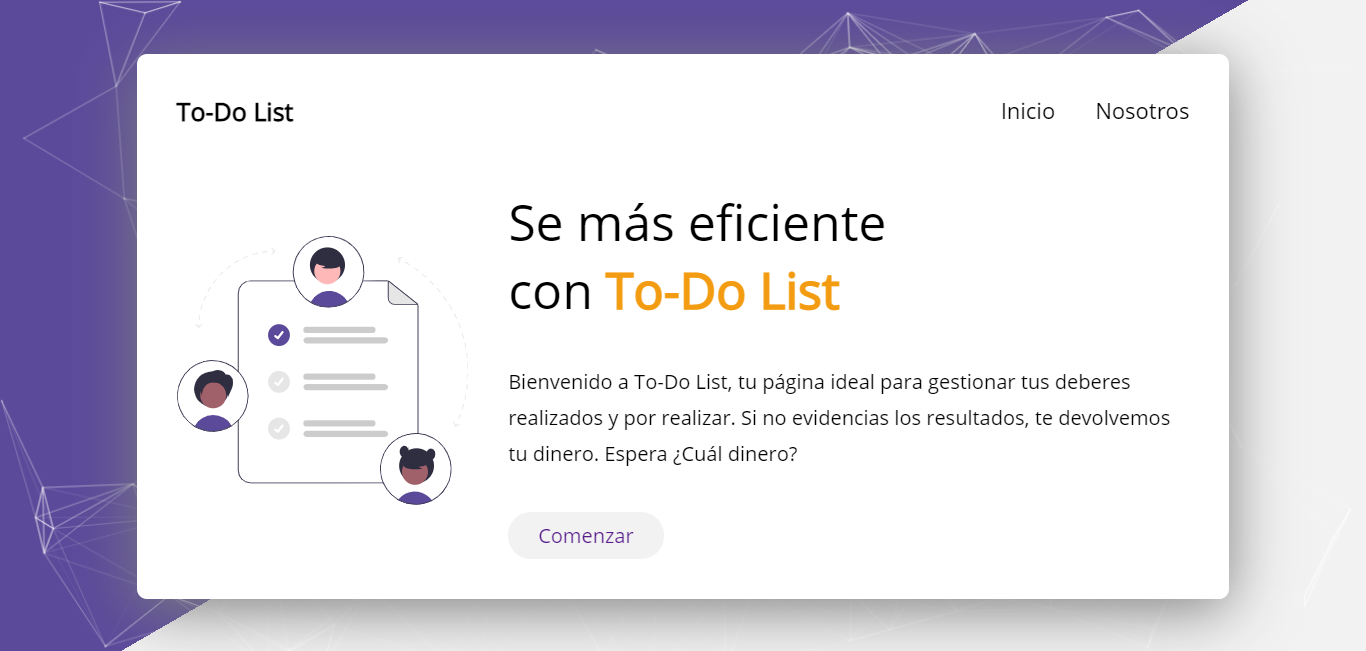 To-Do List
Inicio
Nosotros
Se más eficiente
con To-Do List
Bienvenido a To-Do List, tu página ideal para gestionar tus deberes
realizados y por realizar. Si no evidencias los resultados, te devolvemos
tu dinero. Espera ¿Cuál dinero?
Comenzar